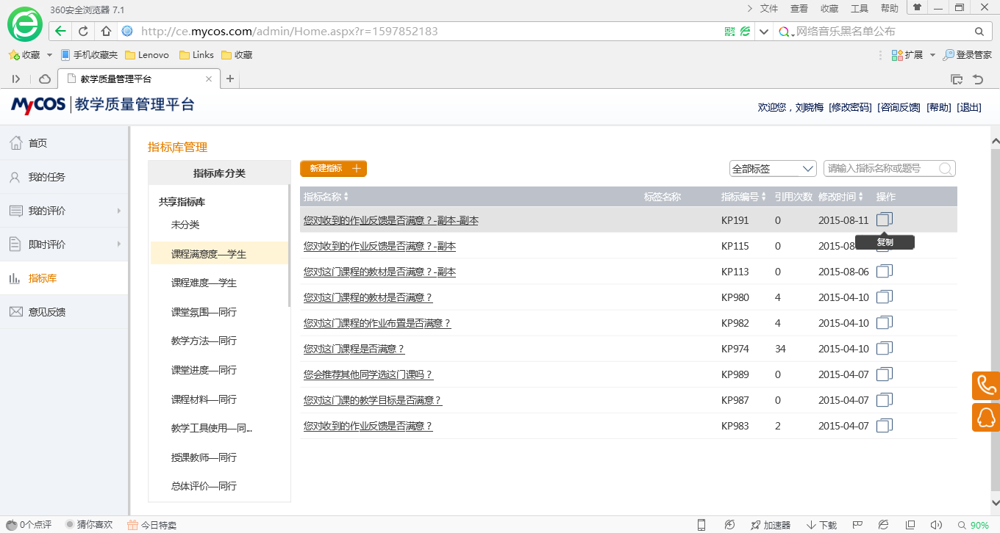 360安全浏览器 7.1
文件 查看 收藏 工具 帮助
http://ce.mycos.com/admin/Home.aspx?r=1597852183
网络音乐黑名单公布
收藏 手机收藏夹 Lenovo Links 收藏
扩展 登录管家
教学质量管理平台
MyCOS 教学质量管理平台
欢迎您，刘晓梅 [修改密码] [咨询反馈] [帮助] [退出]
首页
我的任务
我的评价
即时评价
指标库
意见反馈
指标库管理
指标库分类
共享指标库
未分类
课程满意度—学生
课程难度—学生
课堂氛围—同行
教学方法—同行
课堂进度—同行
课程材料—同行
教学工具使用—同...
授课教师—同行
总体评价—同行
新建指标
全部标签
请输入指标名称或题号
指标名称 标签名称 指标编号 引用次数 修改时间 操作
您对收到的作业反馈是否满意？-副本-副本 KP191 0 2015-08-11
复制
您对收到的作业反馈是否满意？-副本 KP115 0 2015-08
您对这门课程的教材是否满意？-副本 KP113 0 2015-08-06
您对这门课程的教材是否满意？ KP980 4 2015-04-10
您对这门课程的作业布置是否满意？ KP982 4 2015-04-10
您对这门课程是否满意？ KP974 34 2015-04-10
您会推荐其他同学选这门课吗？ KP989 0 2015-04-07
您对这门课的教学目标是否满意？ KP987 0 2015-04-07
您对收到的作业反馈是否满意？ KP983 2 2015-04-07
0个点评 猜你喜欢 今日特卖
加速器 下载 90%